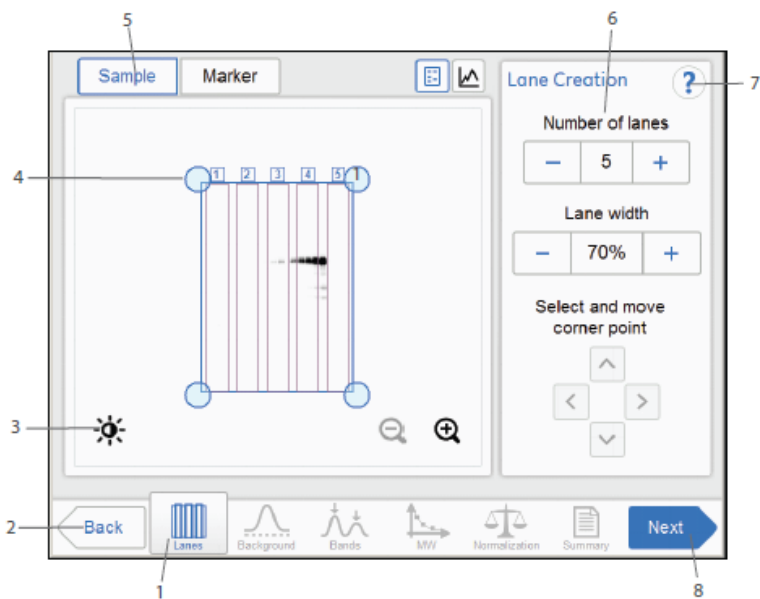 5
6
Sample
Marker
Lane Creation
?
7
Number of lanes
− 5 +
4
1 2 3 4 5 1
Lane width
− 70% +
Select and move
corner point
3
2
Back
Lanes
Background
Bands
MW
Normalization
Summary
Next
1
8